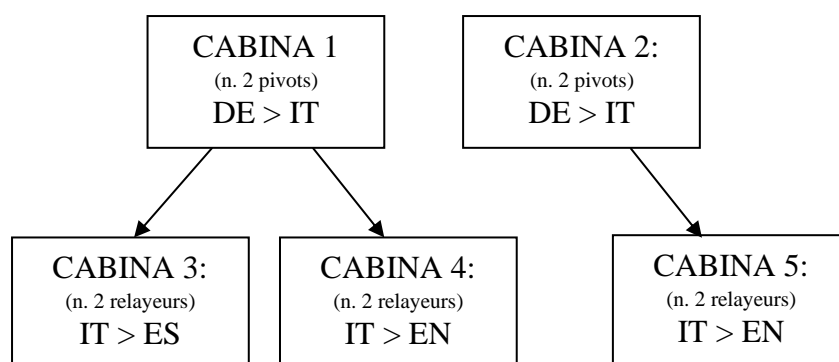 CABINA 1
(n. 2 pivots)
DE > IT
CABINA 2:
(n. 2 pivots)
DE > IT
CABINA 3:
(n. 2 relayeurs)
IT > ES
CABINA 4:
(n. 2 relayeurs)
IT > EN
CABINA 5:
(n. 2 relayeurs)
IT > EN